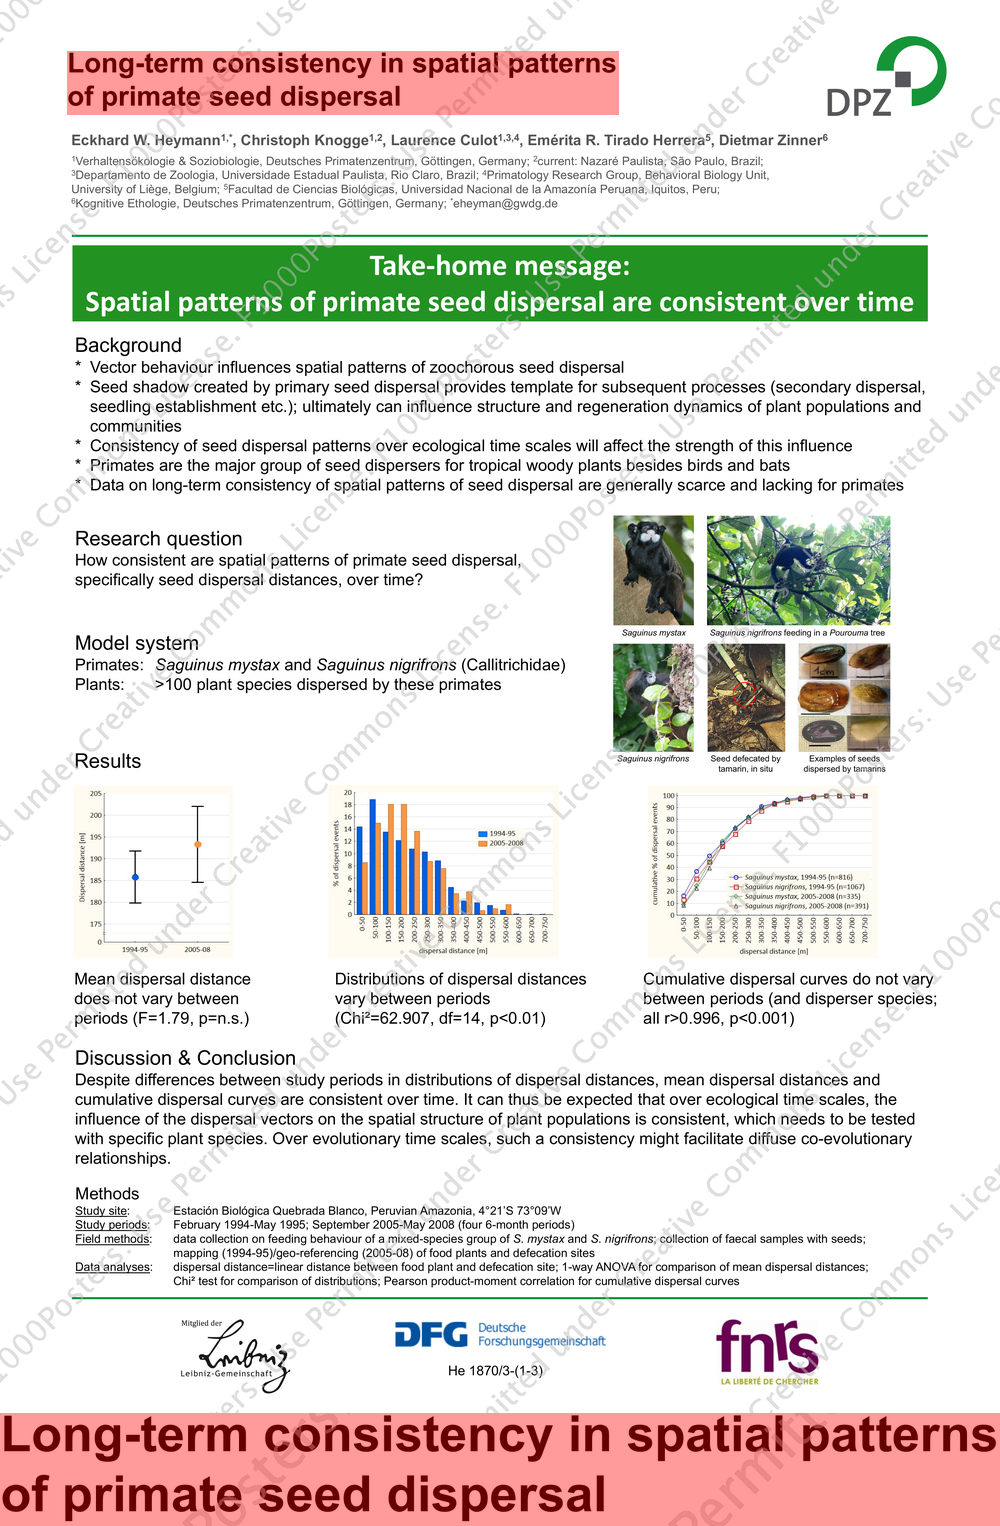 Long-term consistency in spatial patterns
of primate seed dispersal
DPZ
Eckhard W. Heymann¹,*, Christoph Knogge¹,², Laurence Culot¹,³,⁴, Emérita R. Tirado Herrera⁵, Dietmar Zinner⁶
¹Verhaltensökologie & Soziobiologie, Deutsches Primatenzentrum, Göttingen, Germany; ²current: Nazaré Paulista, São Paulo, Brazil;
³Departamento de Zoologia, Universidade Estadual Paulista, Rio Claro, Brazil; ⁴Primatology Research Group, Behavioral Biology Unit,
University of Liège, Belgium; ⁵Facultad de Ciencias Biológicas, Universidad Nacional de la Amazonía Peruana, Iquitos, Peru;
⁶Kognitive Ethologie, Deutsches Primatenzentrum, Göttingen, Germany; *eheyman@gwdg.de
Take-home message:
Spatial patterns of primate seed dispersal are consistent over time
Background
* Vector behaviour influences spatial patterns of zoochorous seed dispersal
* Seed shadow created by primary seed dispersal provides template for subsequent processes (secondary dispersal,
seedling establishment etc.); ultimately can influence structure and regeneration dynamics of plant populations and
communities
* Consistency of seed dispersal patterns over ecological time scales will affect the strength of this influence
* Primates are the major group of seed dispersers for tropical woody plants besides birds and bats
* Data on long-term consistency of spatial patterns of seed dispersal are generally scarce and lacking for primates
Research question
How consistent are spatial patterns of primate seed dispersal,
specifically seed dispersal distances, over time?
Model system
Primates: Saguinus mystax and Saguinus nigrifrons (Callitrichidae)
Plants: >100 plant species dispersed by these primates
Saguinus mystax
Saguinus nigrifrons feeding in a Pourouma tree
1cm
Saguinus nigrifrons
Seed defecated by
tamarin, in situ
Examples of seeds
dispersed by tamarins
Results
Dispersal distance [m]
205
200
195
190
185
180
175
0
1994-95 2005-08
% of dispersal events
20
18
16
14
12
10
8
6
4
2
0
1994-95
2005-2008
0-50 50-100 100-150 150-200 200-250 250-300 300-350 350-400 400-450 450-500 500-550 550-600 600-650 650-700 700-750
dispersal distance [m]
cumulative % of dispersal events
100
90
80
70
60
50
40
30
20
10
0
Saguinus mystax, 1994-95 (n=816)
Saguinus nigrifrons, 1994-95 (n=1067)
Saguinus mystax, 2005-2008 (n=335)
Saguinus nigrifrons, 2005-2008 (n=391)
0-50 50-100 100-150 150-200 200-250 250-300 300-350 350-400 400-450 450-500 500-550 550-600 600-650 650-700 700-750
dispersal distance [m]
Mean dispersal distance
does not vary between
periods (F=1.79, p=n.s.)
Distributions of dispersal distances
vary between periods
(Chi²=62.907, df=14, p<0.01)
Cumulative dispersal curves do not vary
between periods (and disperser species;
all r>0.996, p<0.001)
Discussion & Conclusion
Despite differences between study periods in distributions of dispersal distances, mean dispersal distances and
cumulative dispersal curves are consistent over time. It can thus be expected that over ecological time scales, the
influence of the dispersal vectors on the spatial structure of plant populations is consistent, which needs to be tested
with specific plant species. Over evolutionary time scales, such a consistency might facilitate diffuse co-evolutionary
relationships.
Methods
Study site: Estación Biológica Quebrada Blanco, Peruvian Amazonia, 4°21'S 73°09'W
Study periods: February 1994-May 1995; September 2005-May 2008 (four 6-month periods)
Field methods: data collection on feeding behaviour of a mixed-species group of S. mystax and S. nigrifrons; collection of faecal samples with seeds;
mapping (1994-95)/geo-referencing (2005-08) of food plants and defecation sites
Data analyses: dispersal distance=linear distance between food plant and defecation site; 1-way ANOVA for comparison of mean dispersal distances;
Chi² test for comparison of distributions; Pearson product-moment correlation for cumulative dispersal curves
Mitglied der
Leibniz
Leibniz-Gemeinschaft
DFG Deutsche
Forschungsgemeinschaft
He 1870/3-(1-3)
fnrs
LA LIBERTÉ DE CHERCHER
Long-term consistency in spatial patterns
of primate seed dispersal
F1000Posters: Use Permitted under Creative Commons License.